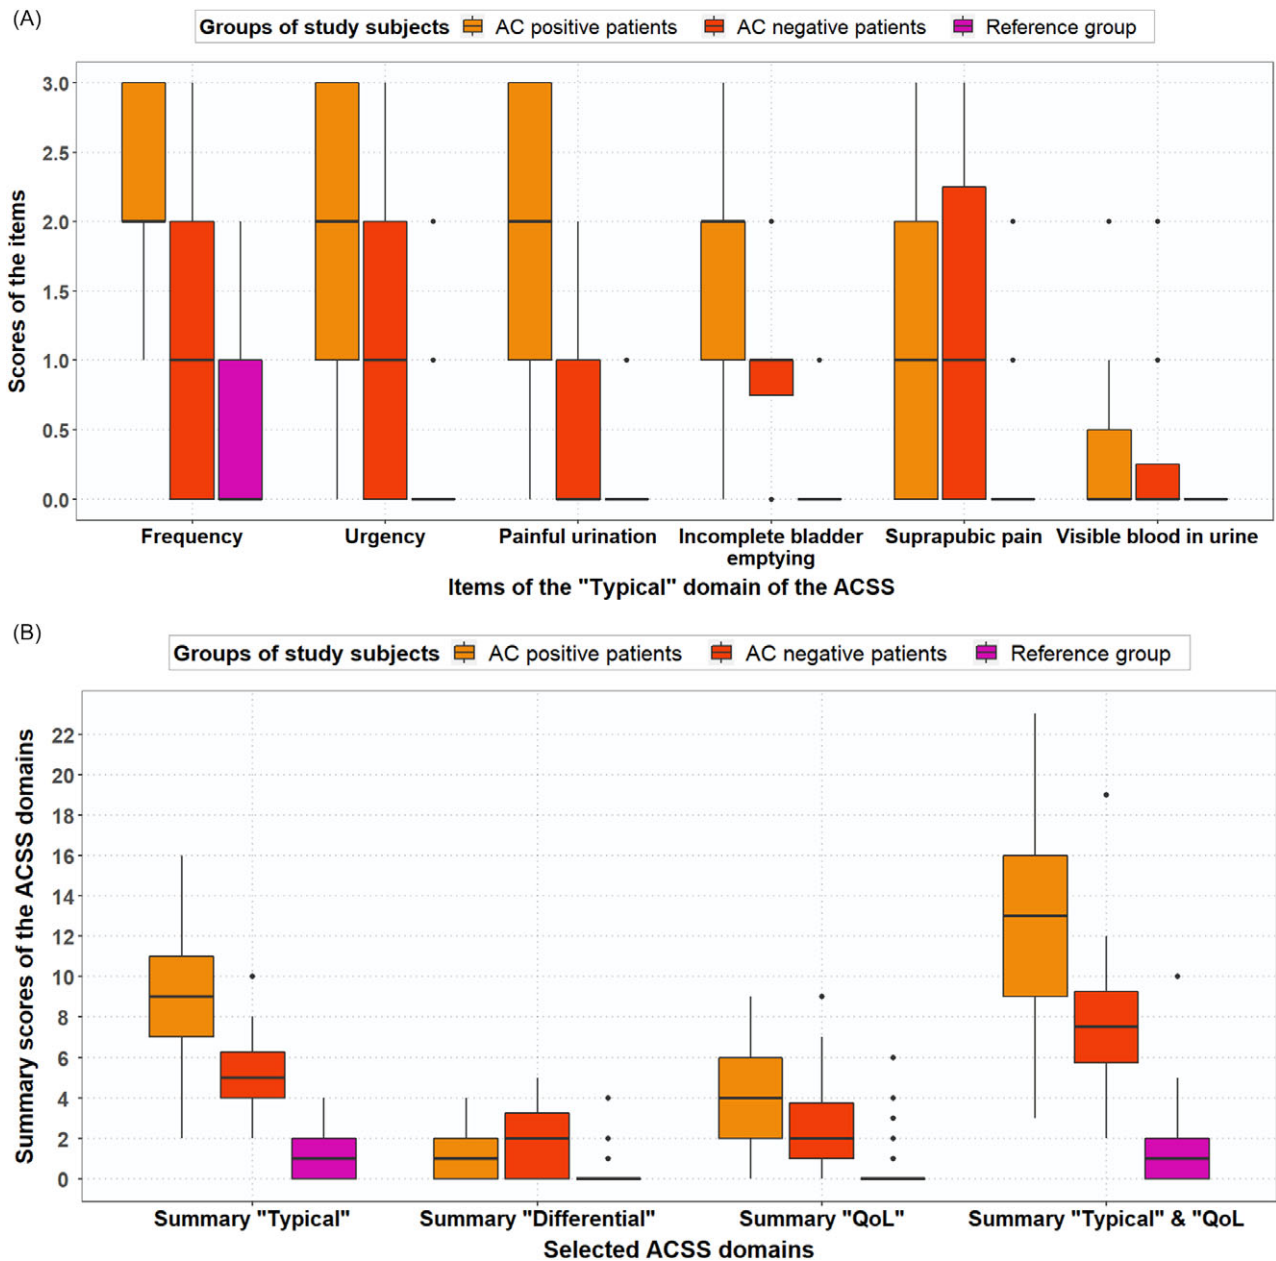 (A)
Groups of study subjects AC positive patients AC negative patients Reference group
Scores of the items
3.0
2.5
2.0
1.5
1.0
0.5
0.0
Frequency Urgency Painful urination Incomplete bladder emptying Suprapubic pain Visible blood in urine
Items of the "Typical" domain of the ACSS
(B)
Groups of study subjects AC positive patients AC negative patients Reference group
Summary scores of the ACSS domains
22
20
18
16
14
12
10
8
6
4
2
0
Summary "Typical" Summary "Differential" Summary "QoL" Summary "Typical" & "QoL
Selected ACSS domains